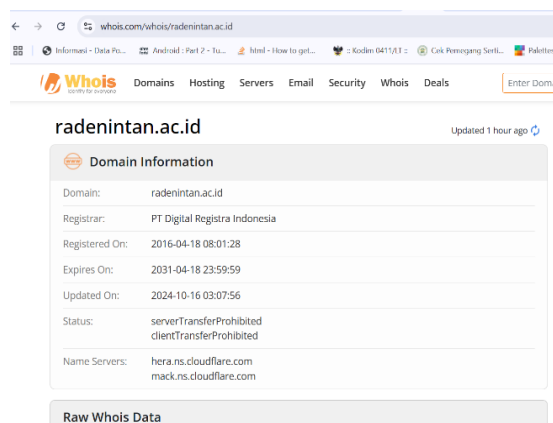 whois.com/whois/radenintan.ac.id
Informasi - Data Po... Android : Part 2 - Tu... html - How to get... :: Kodim 0411/LT :: Cek Pemegang Serti... Palettes
Whois Domains Hosting Servers Email Security Whois Deals Enter Doma
Identity for everyone
radenintan.ac.id Updated 1 hour ago
Domain Information
Domain: radenintan.ac.id
Registrar: PT Digital Registra Indonesia
Registered On: 2016-04-18 08:01:28
Expires On: 2031-04-18 23:59:59
Updated On: 2024-10-16 03:07:56
Status: serverTransferProhibited
clientTransferProhibited
Name Servers: hera.ns.cloudflare.com
mack.ns.cloudflare.com
Raw Whois Data